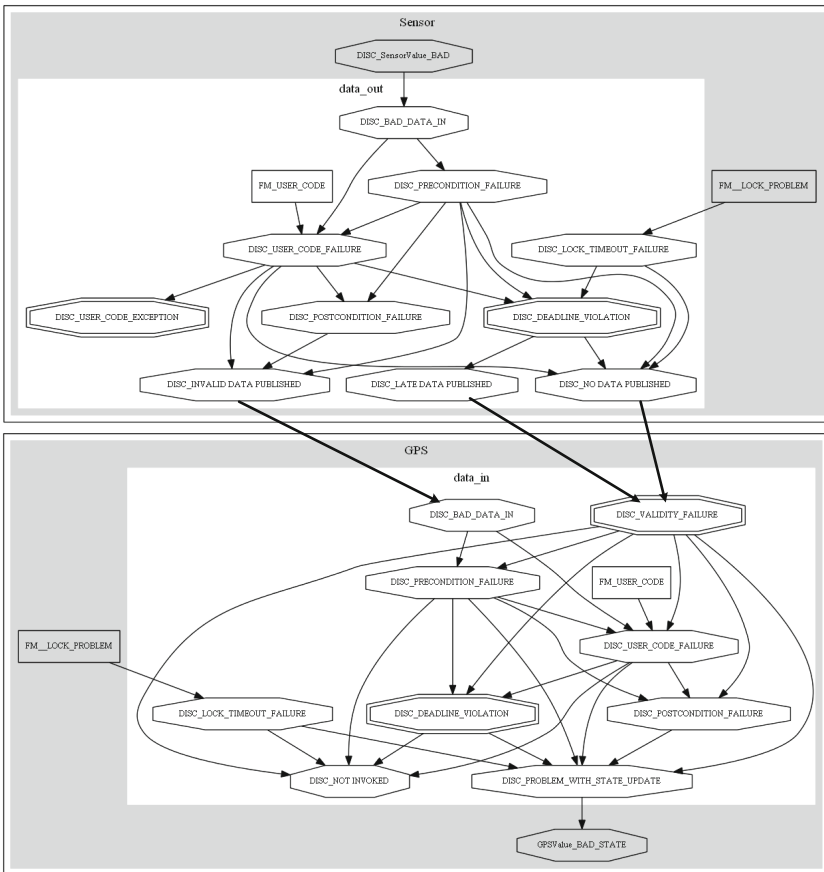 Sensor
DISC_SensorValue_BAD
data_out
DISC_BAD_DATA_IN
FM_USER_CODE
DISC_PRECONDITION_FAILURE
FM__LOCK_PROBLEM
DISC_USER_CODE_FAILURE
DISC_LOCK_TIMEOUT_FAILURE
DISC_USER_CODE_EXCEPTION
DISC_POSTCONDITION_FAILURE
DISC_DEADLINE_VIOLATION
DISC_INVALID DATA PUBLISHED
DISC_LATE DATA PUBLISHED
DISC_NO DATA PUBLISHED
GPS
data_in
DISC_BAD_DATA_IN
DISC_VALIDITY_FAILURE
DISC_PRECONDITION_FAILURE
FM_USER_CODE
FM__LOCK_PROBLEM
DISC_USER_CODE_FAILURE
DISC_LOCK_TIMEOUT_FAILURE
DISC_DEADLINE_VIOLATION
DISC_POSTCONDITION_FAILURE
DISC_NOT INVOKED
DISC_PROBLEM_WITH_STATE_UPDATE
GPSValue_BAD_STATE